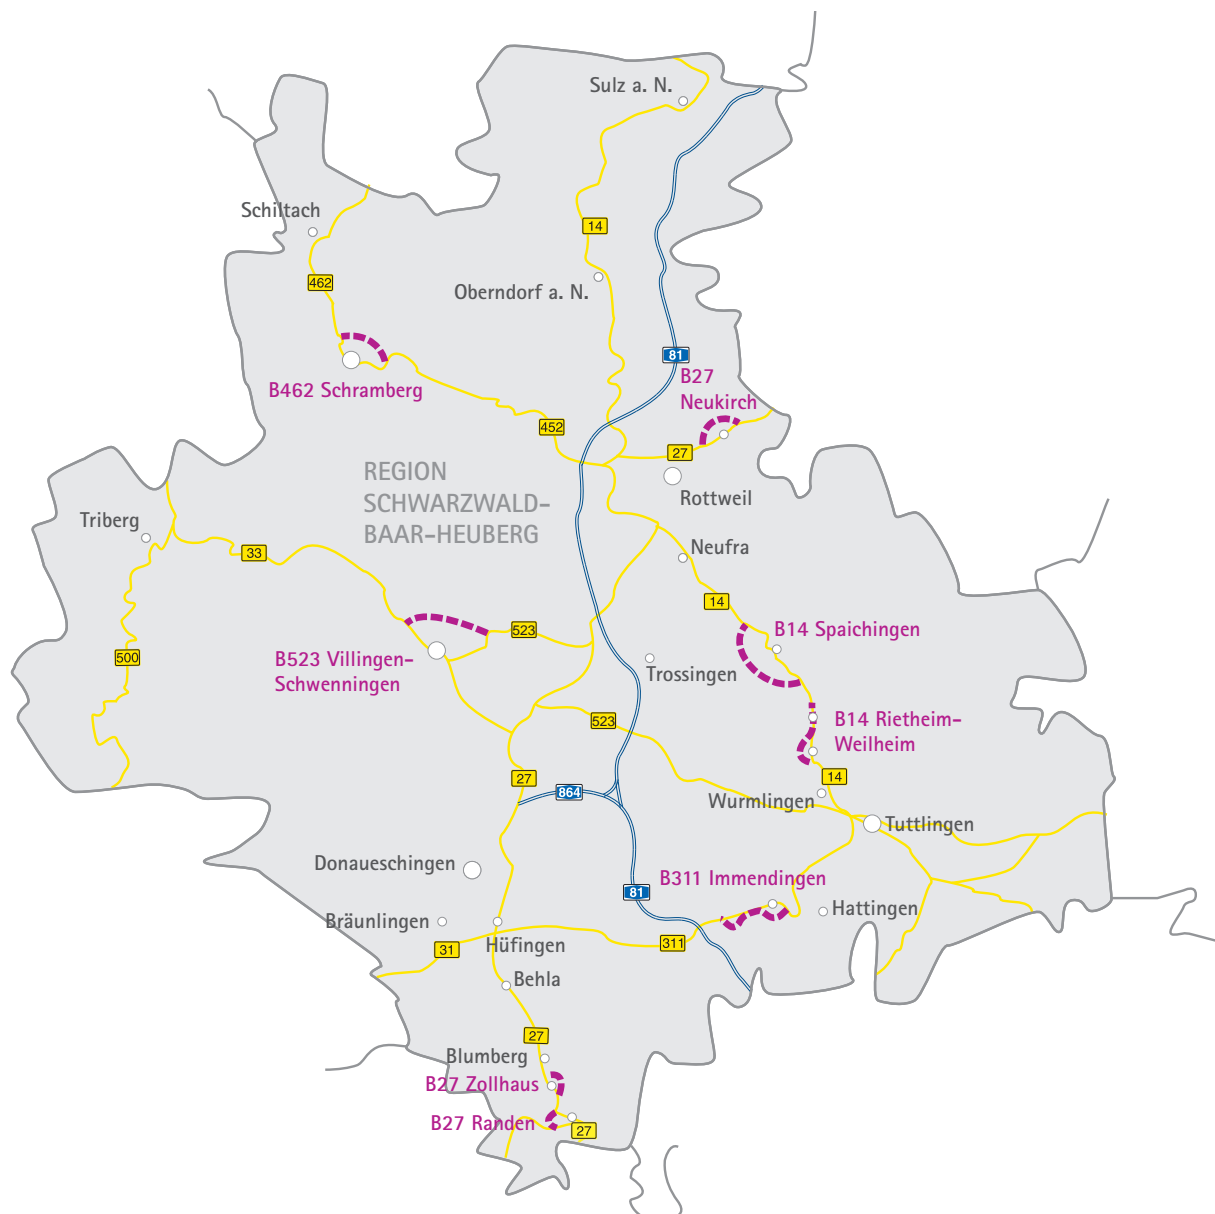 Sulz a. N.
Schiltach
14
462
Oberndorf a. N.
81
B27
Neukirch
B462 Schramberg
452
27
REGION
SCHWARZWALD-
BAAR-HEUBERG
Rottweil
Triberg
33
Neufra
14
523
B14 Spaichingen
500
B523 Villingen-
Schwenningen
Trossingen
523
B14 Rietheim-
Weilheim
27
864
14
Wurmlingen
Tuttlingen
Donaueschingen
B311 Immendingen
81
Hattingen
Bräunlingen
Hüfingen
31
311
Behla
27
Blumberg
B27 Zollhaus
B27 Randen
27